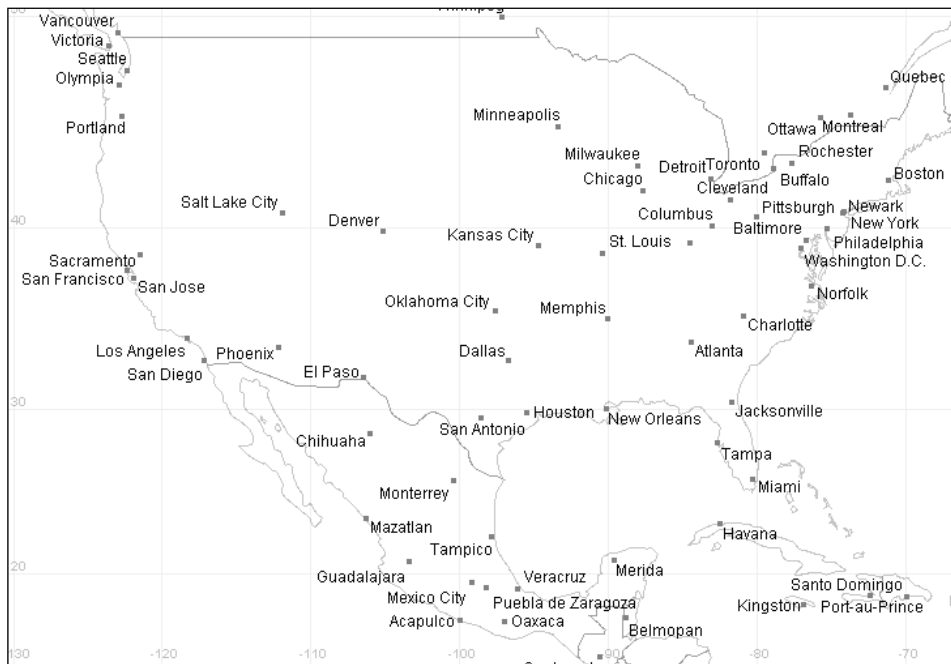 50
Winnipeg
Vancouver
Victoria
Seattle
Olympia
Quebec
Minneapolis
Portland
Ottawa
Montreal
Milwaukee
Detroit
Toronto
Rochester
Chicago
Cleveland
Buffalo
Boston
Salt Lake City
Denver
Columbus
Pittsburgh
Newark
40
Kansas City
St. Louis
Baltimore
New York
Philadelphia
Sacramento
Washington D.C.
San Francisco
San Jose
Norfolk
Oklahoma City
Memphis
Charlotte
Los Angeles
Phoenix
Dallas
Atlanta
San Diego
El Paso
30
Houston
New Orleans
Jacksonville
San Antonio
Chihuaha
Tampa
Monterrey
Miami
Mazatlan
Havana
Tampico
20
Guadalajara
Veracruz
Merida
Santo Domingo
Mexico City
Puebla de Zaragoza
Kingston
Port-au-Prince
Acapulco
Oaxaca
Belmopan
-130
-120
-110
-100
-90
-80
-70